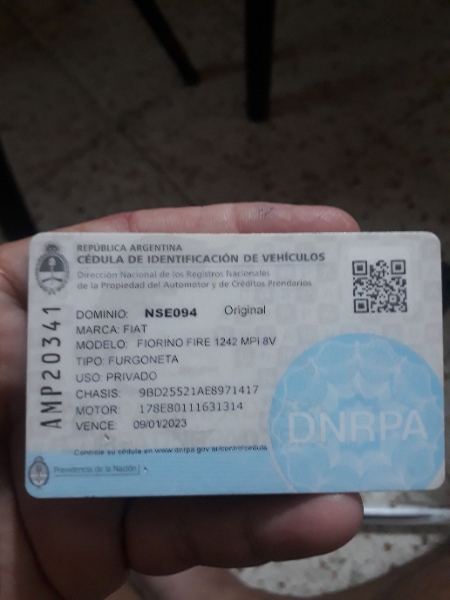 REPÚBLICA ARGENTINA
CÉDULA DE IDENTIFICACIÓN DE VEHÍCULOS
Dirección Nacional de los Registros Nacionales
de la Propiedad del Automotor y de Créditos Prendarios
AMP20341
DOMINIO: NSE094 Original
MARCA: FIAT
MODELO: FIORINO FIRE 1242 MPI 8V
TIPO: FURGONETA
USO: PRIVADO
CHASIS: 9BD25521AE8971417
MOTOR: 178E80111631314
VENCE: 09/01/2023
DNRPA
Controle su cédula en www.dnrpa.gov.ar/controlcedula
Presidencia de la Nación